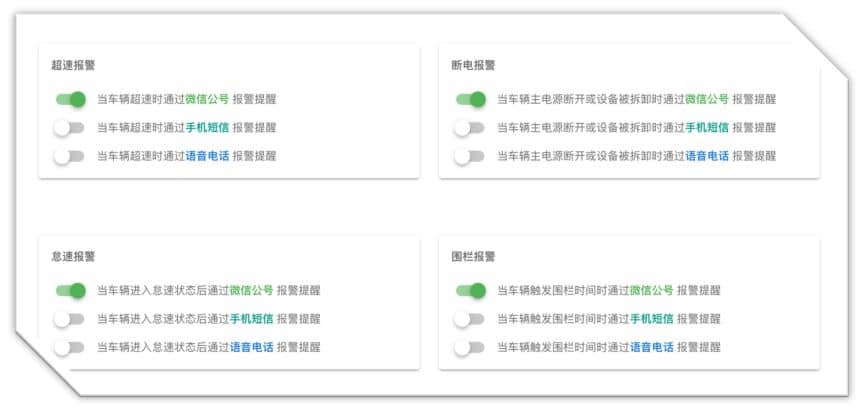 超速报警
当车辆超速时通过微信公号 报警提醒
当车辆超速时通过手机短信 报警提醒
当车辆超速时通过语音电话 报警提醒
断电报警
当车辆主电源断开或设备被拆卸时通过微信公号 报警提醒
当车辆主电源断开或设备被拆卸时通过手机短信 报警提醒
当车辆主电源断开或设备被拆卸时通过语音电话 报警提醒
怠速报警
当车辆进入怠速状态后通过微信公号 报警提醒
当车辆进入怠速状态后通过手机短信 报警提醒
当车辆进入怠速状态后通过语音电话 报警提醒
围栏报警
当车辆触发围栏时间时通过微信公号 报警提醒
当车辆触发围栏时间时通过手机短信 报警提醒
当车辆触发围栏时间时通过语音电话 报警提醒